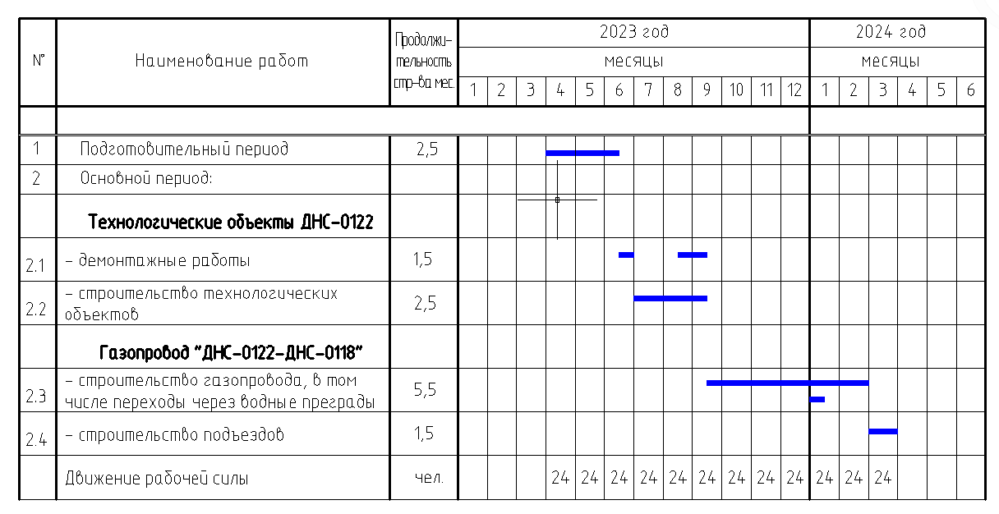 N° Наименование работ Продолжи- 2023 год 2024 год
тельность месяцы месяцы
стр-ва мес. 1 2 3 4 5 6 7 8 9 10 11 12 1 2 3 4 5 6
1 Подготовительный период 2,5
2 Основной период:
Технологические объекты ДНС-0122
2.1 - демонтажные работы 1,5
2.2 - строительство технологических 2,5
объектов
Газопровод "ДНС-0122-ДНС-0118"
2.3 - строительство газопровода, в том 5,5
числе переходы через водные преграды
2.4 - строительство подъездов 1,5
Движение рабочей силы чел. 24 24 24 24 24 24 24 24 24 24 24 24